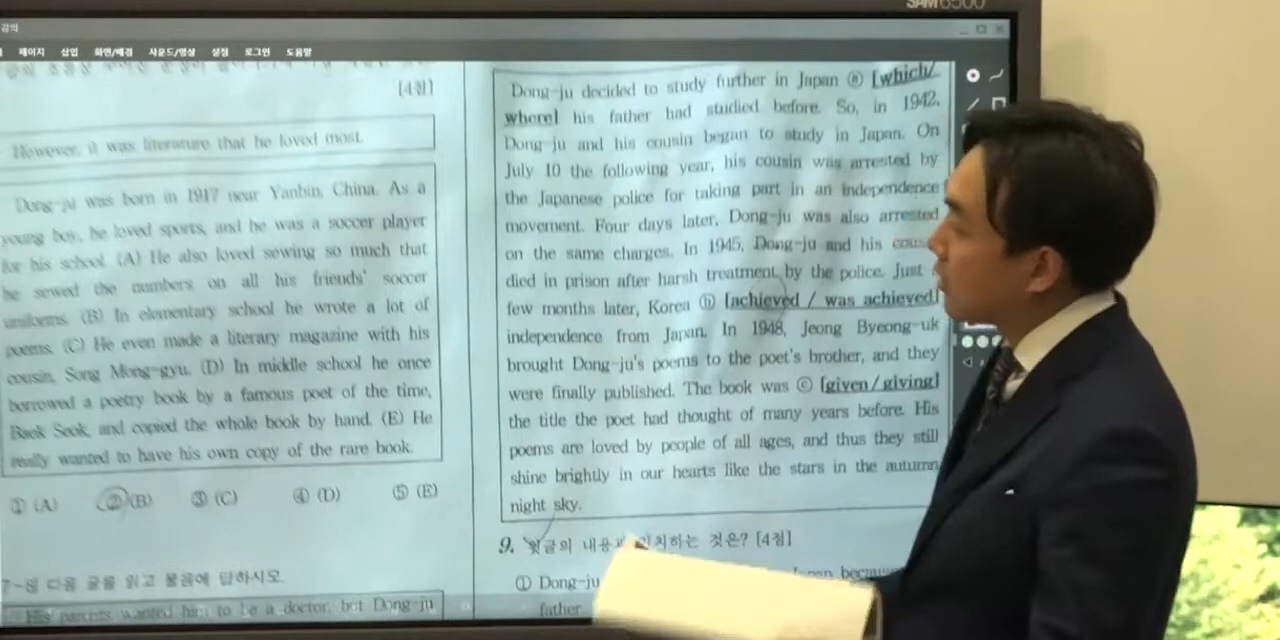 SAM6500
강의
페이지 삽입 화면/배경 사운드/영상 설정 로그인 도움말
[4점]
However, it was literature that he loved most.
Dong-ju was born in 1917 near Yanbin, China. As a
young boy, he loved sports, and he was a soccer player
for his school. (A) He also loved sewing so much that
he sewed the numbers on all his friends' soccer
uniforms. (B) In elementary school he wrote a lot of
poems. (C) He even made a literary magazine with his
cousin, Song Mong-gyu. (D) In middle school he once
borrowed a poetry book by a famous poet of the time,
Baek Seok, and copied the whole book by hand. (E) He
really wanted to have his own copy of the rare book.
① (A) ② (B) ③ (C) ④ (D) ⑤ (E)
다음 글을 읽고 물음에 답하시오.
His parents wanted him to be a doctor, but Dong-ju
Dong-ju decided to study further in Japan ⓐ [which/
where] his father had studied before. So, in 1942,
Dong-ju and his cousin began to study in Japan. On
July 10 the following year, his cousin was arrested by
the Japanese police for taking part in an independence
movement. Four days later, Dong-ju was also arrested
on the same charges. In 1945, Dong-ju and his
died in prison after harsh treatment by the police. Just
few months later, Korea ⓑ [achieved / was achieved]
independence from Japan. In 1948, Jeong Byeong-uk
brought Dong-ju's poems to the poet's brother, and they
were finally published. The book was ⓒ [given/giving]
the title the poet had thought of many years before. His
poems are loved by people of all ages, and thus they still
shine brightly in our hearts like the stars in the autumn
night sky.
9. 윗글의 내용과 일치하는 것은? [4점]
① Dong-ju
father.